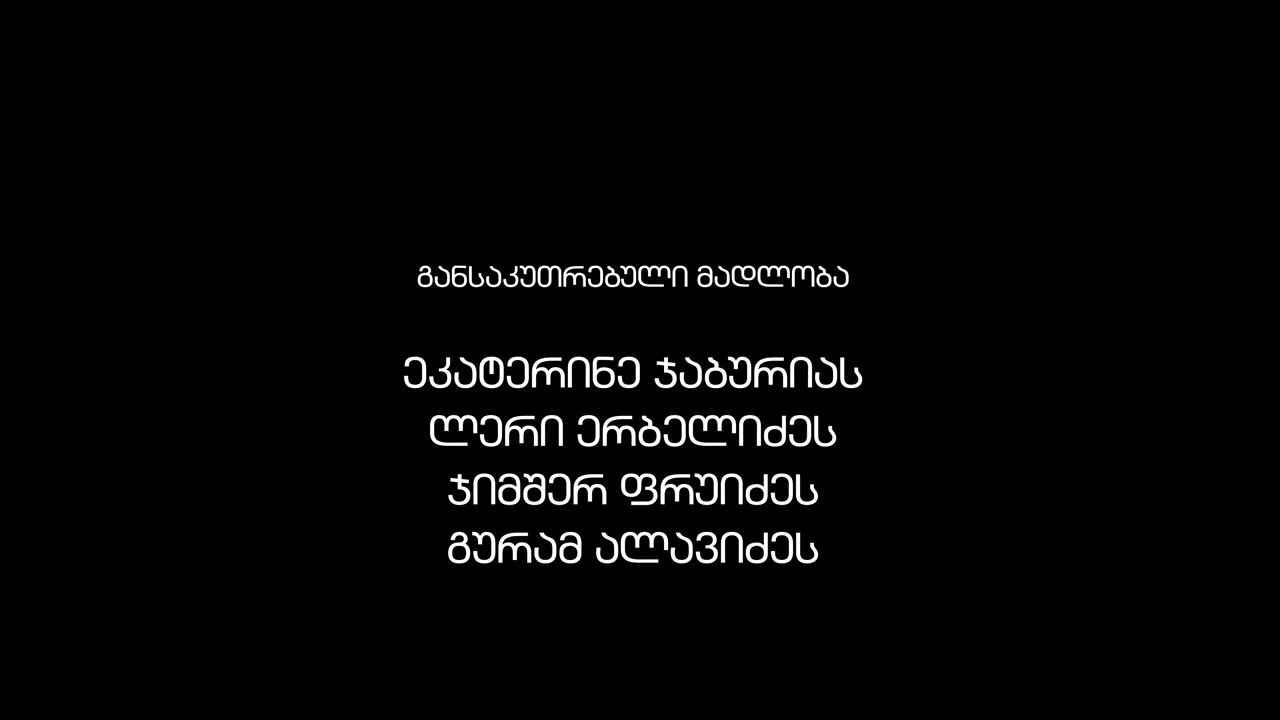 განსაკუთრებული მადლობა
ეკატერინე ჯაბურიას
ლერი ერბელიძეს
ჯიმშერ ფრუიძეს
გურამ ალავიძეს